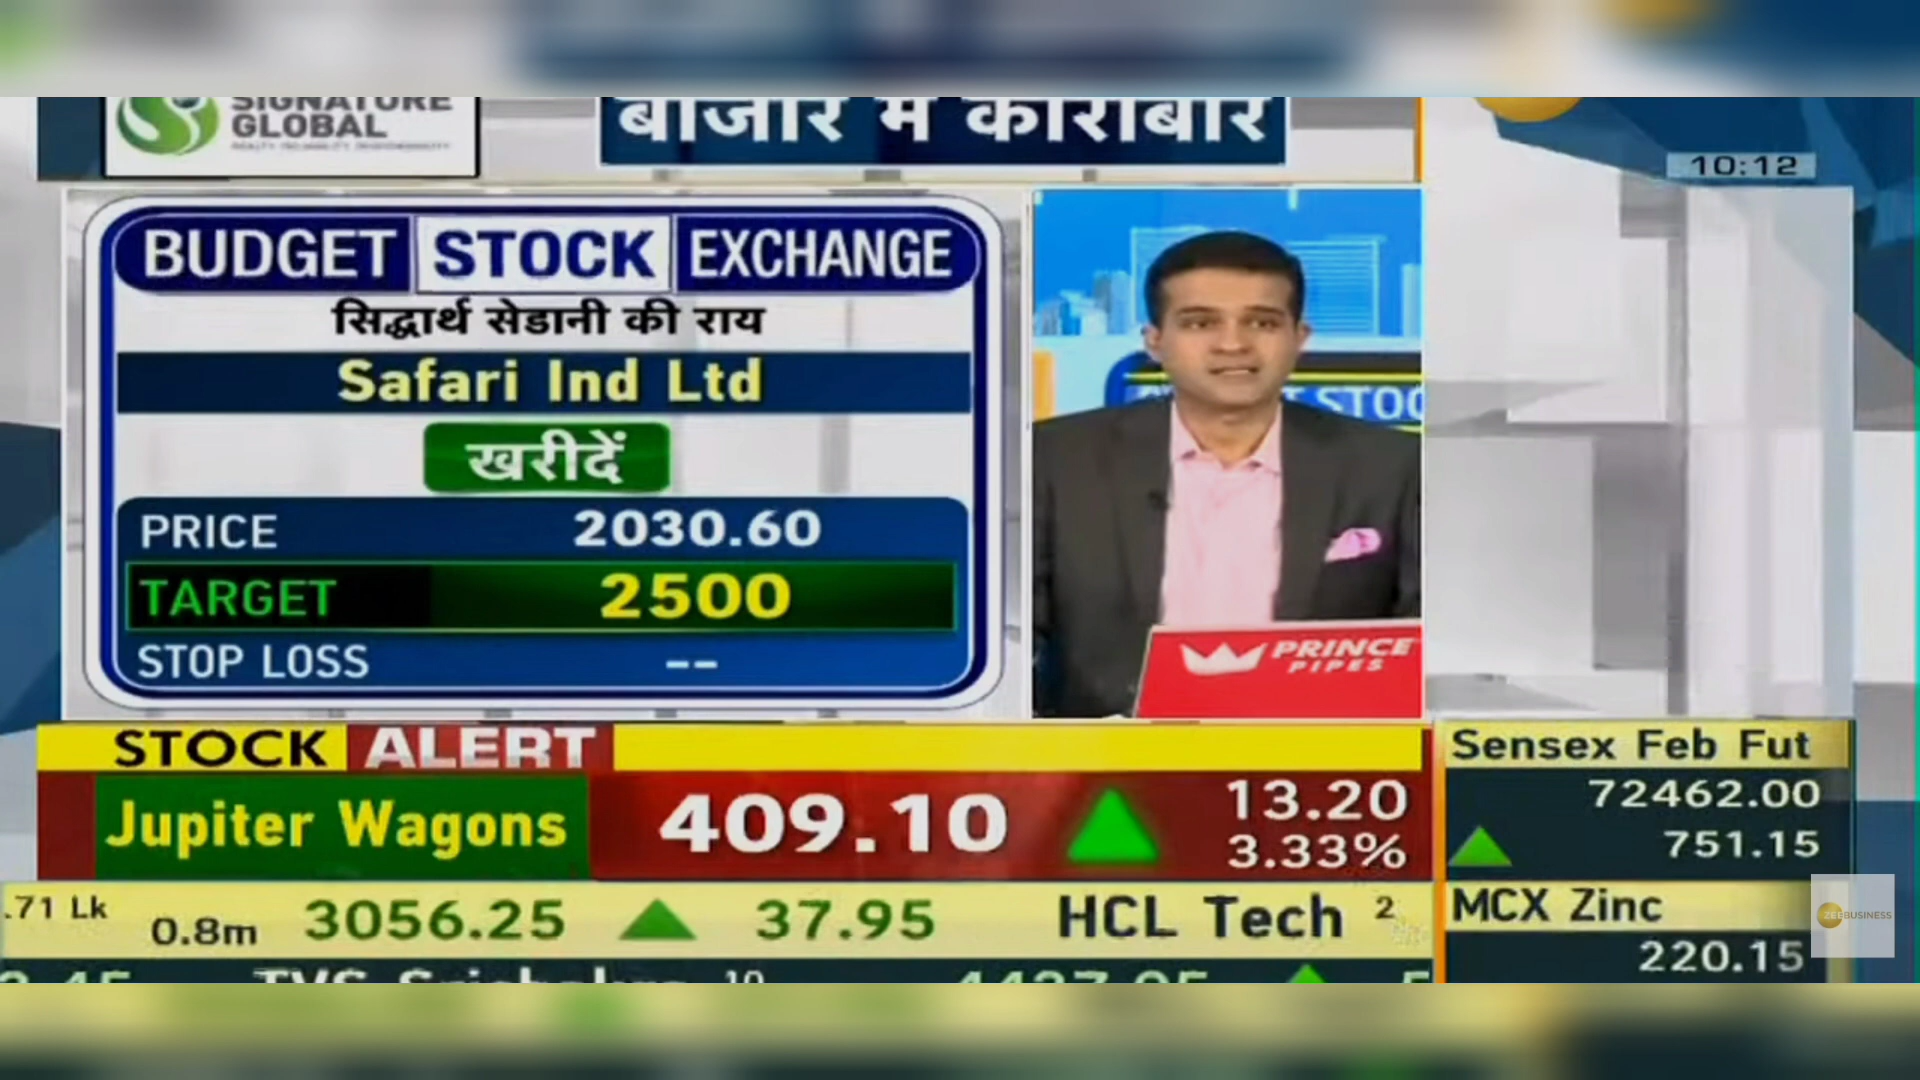 SIGNATURE
GLOBAL
बाजार में कारोबार
10:12
BUDGET STOCK EXCHANGE
सिद्धार्थ सेडानी की राय
Safari Ind Ltd
खरीदें
PRICE 2030.60
TARGET 2500
STOP LOSS --
STOC
PRINCE
PIPES
STOCK ALERT
Jupiter Wagons 409.10 13.20
3.33%
Sensex Feb Fut
72462.00
751.15
.71 Lk 0.8m 3056.25 37.95 HCL Tech 2
MCX Zinc
220.15
ZEEBUSINESS